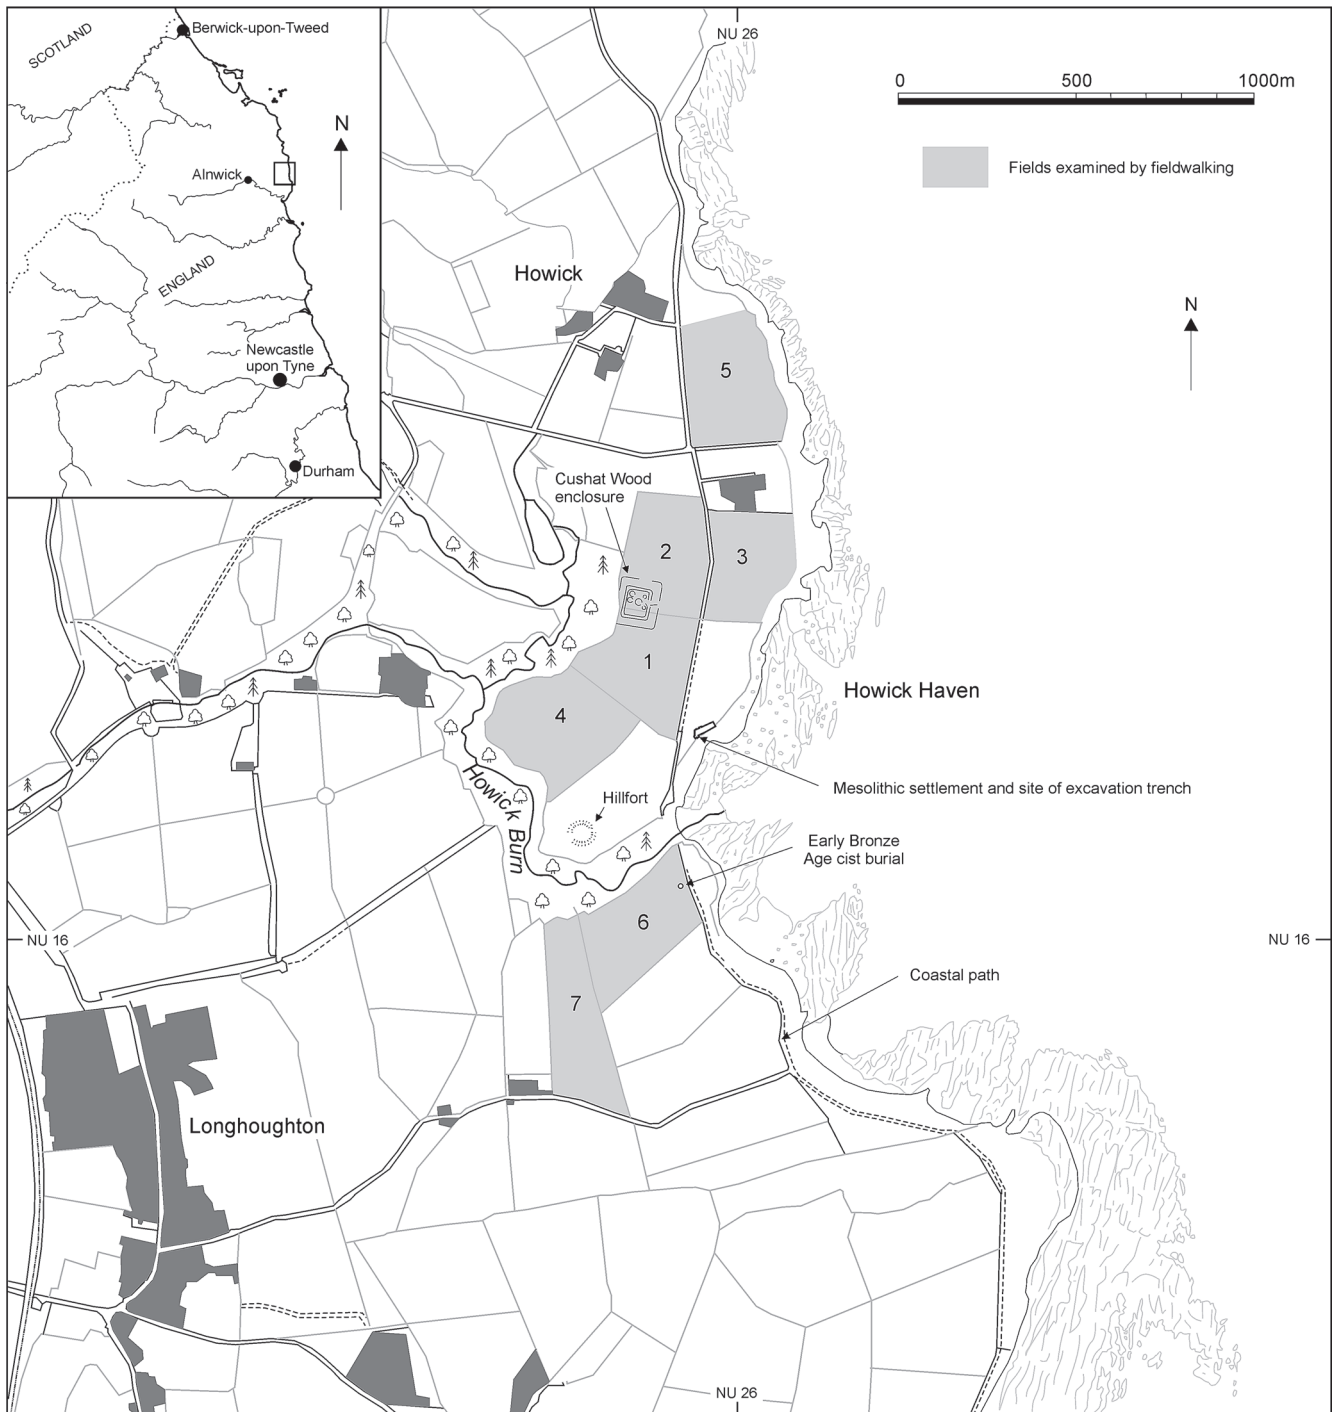 SCOTLAND
Berwick-upon-Tweed
N
Alnwick
ENGLAND
Newcastle
upon Tyne
Durham
NU 26
0 500 1000m
Fields examined by fieldwalking
N
Howick
5
Cushat Wood
enclosure
2
3
1
4
Howick Haven
Mesolithic settlement and site of excavation trench
Howick Burn
Hillfort
Early Bronze
Age cist burial
6
NU 16
NU 16
Coastal path
7
Longhoughton
NU 26